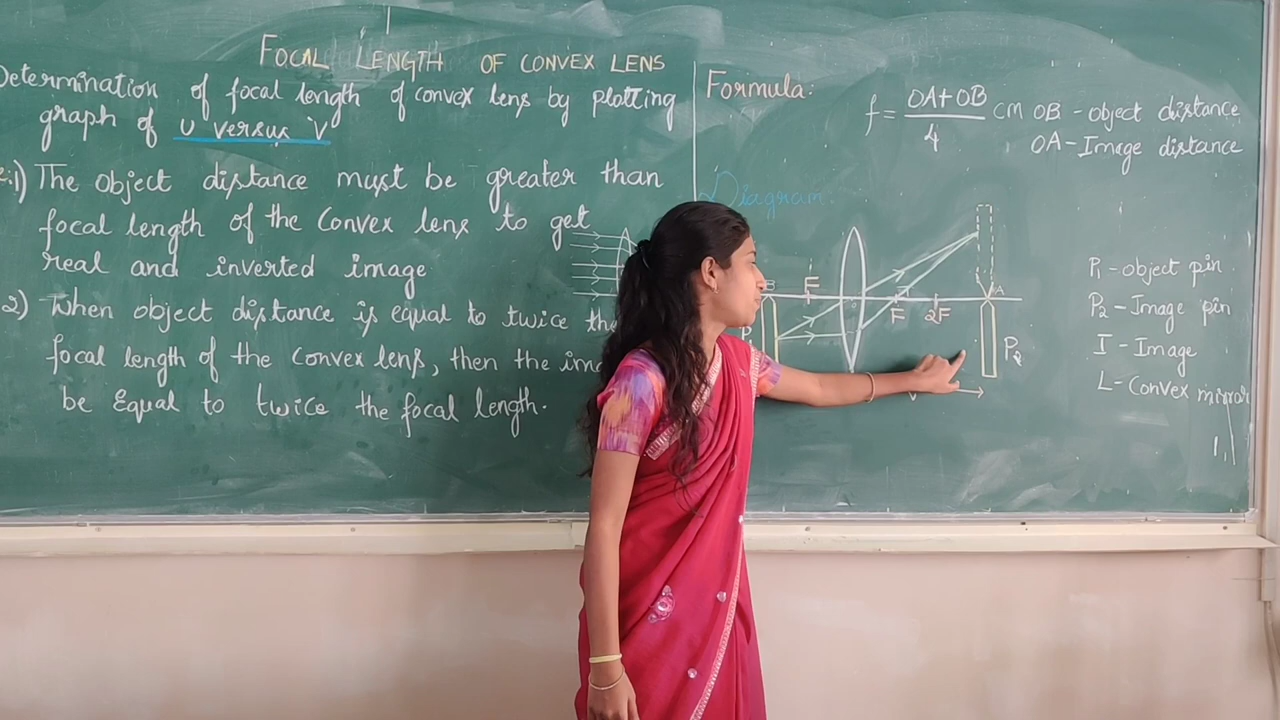 FOCAL LENGTH OF CONVEX LENS
Determination of focal length of convex lens by plotting
graph of U versus V
1) The object distance must be greater than
focal length of the convex lens to get
real and inverted image
2) When object distance is equal to twice the
focal length of the convex lens, then the
be Equal to twice the focal length.
Formula:
f = OA+OB / 4 cm
OB - object distance
OA - Image distance
Diagram:
B F F 2F A
P
P2
V
P1 - object pin
P2 - Image pin
I - Image
L - Convex mirror